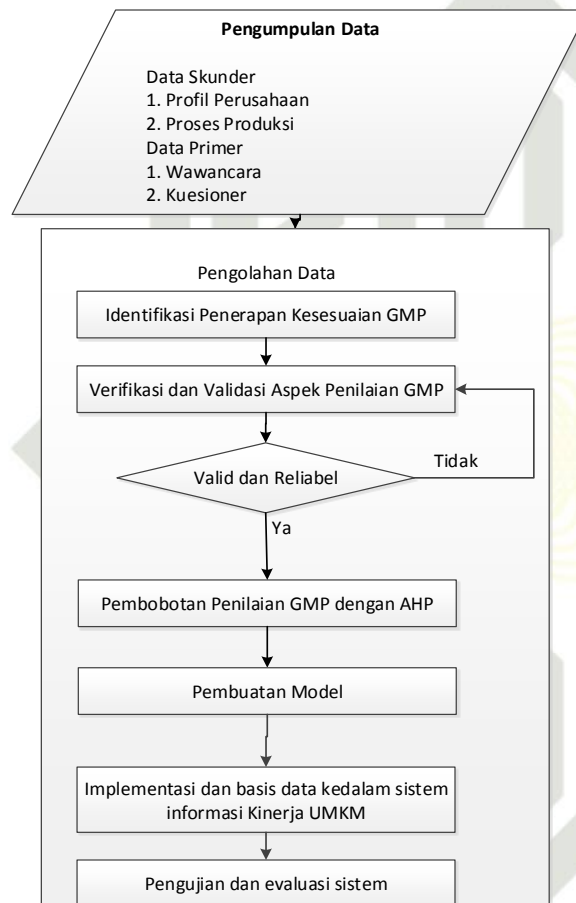 Pengumpulan Data
Data Skunder
1. Profil Perusahaan
2. Proses Produksi
Data Primer
1. Wawancara
2. Kuesioner
Pengolahan Data
Identifikasi Penerapan Kesesuaian GMP
Verifikasi dan Validasi Aspek Penilaian GMP
Valid dan Reliabel
Tidak
Ya
Pembobotan Penilaian GMP dengan AHP
Pembuatan Model
Implementasi dan basis data kedalam sistem
informasi Kinerja UMKM
Pengujian dan evaluasi sistem